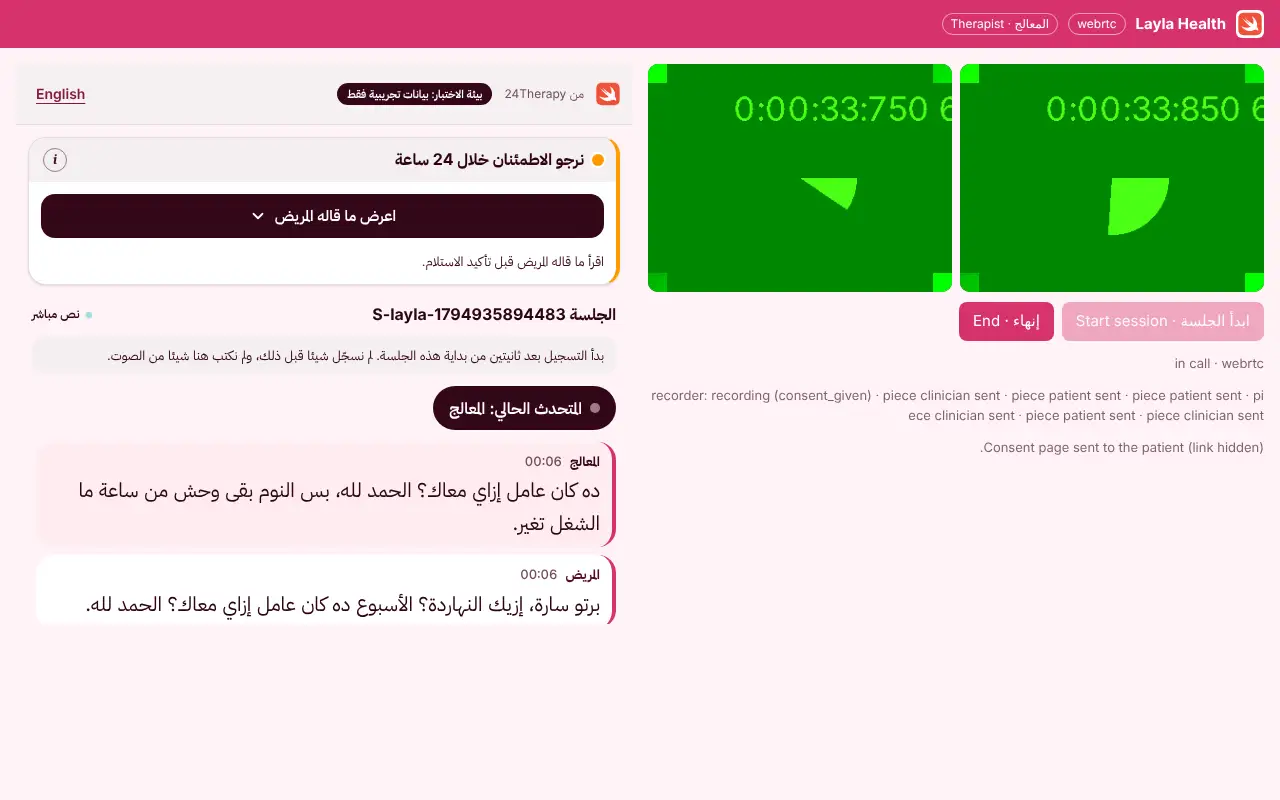 Layla Health
webrtc
Therapist · المعالج
من 24Therapy
بيئة الاختبار: بيانات تجريبية فقط
English
نرجو الاطمئنان خلال 24 ساعة
i
اعرض ما قاله المريض
اقرأ ما قاله المريض قبل تأكيد الاستلام.
الجلسة S-layla-1794935894483
نص مباشر
بدأ التسجيل بعد ثانيتين من بداية هذه الجلسة. لم نسجّل شيئا قبل ذلك، ولم نكتب هنا شيئا من الصوت.
المتحدث الحالي: المعالج
المعالج 00:06
ده كان عامل إزاي معاك؟ الحمد لله، بس النوم بقى وحش من ساعة ما
الشغل تغير.
المريض 00:06
برتو سارة، إزيك النهاردة؟ الأسبوع ده كان عامل إزاي معاك؟ الحمد لله.
0:00:33:750 6
0:00:33:850 6
ابدأ الجلسة · Start session
إنهاء · End
in call · webrtc
recorder: recording (consent_given) · piece clinician sent · piece patient sent · piece patient sent · pi
ece clinician sent · piece patient sent · piece clinician sent
Consent page sent to the patient (link hidden).